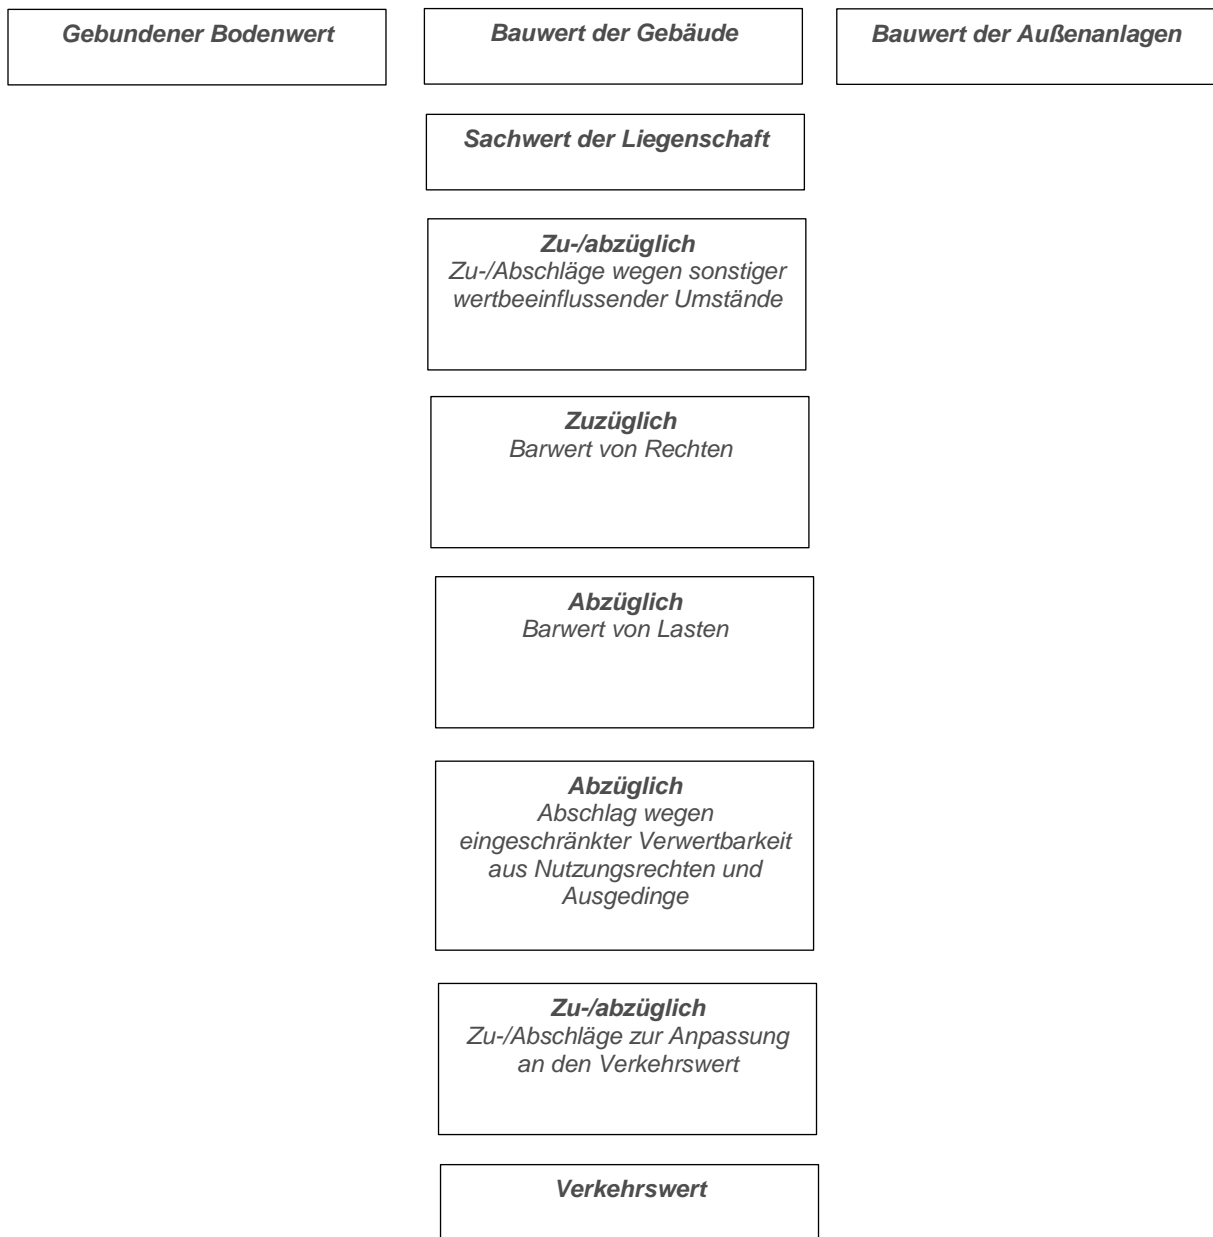 Gebundener Bodenwert
Bauwert der Gebäude
Bauwert der Außenanlagen
Sachwert der Liegenschaft
Zu-/abzüglich
Zu-/Abschläge wegen sonstiger
wertbeeinflussender Umstände
Zuzüglich
Barwert von Rechten
Abzüglich
Barwert von Lasten
Abzüglich
Abschlag wegen
eingeschränkter Verwertbarkeit
aus Nutzungsrechten und
Ausgedinge
Zu-/abzüglich
Zu-/Abschläge zur Anpassung
an den Verkehrswert
Verkehrswert